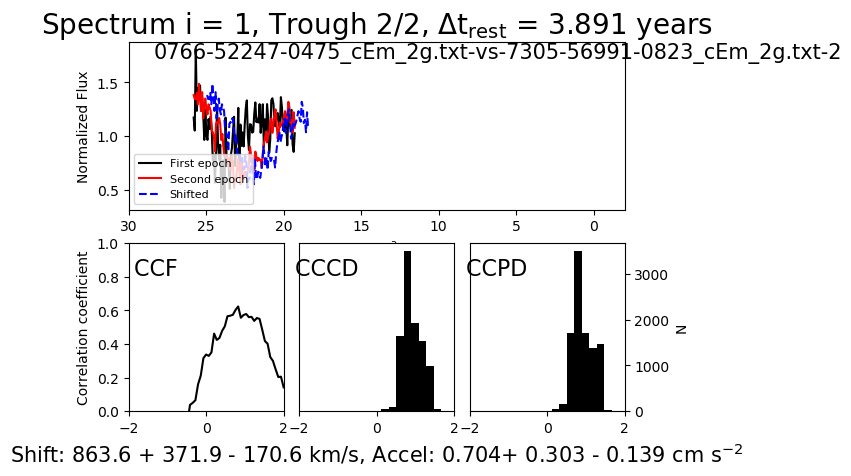 Spectrum i = 1, Trough 2/2, Δt_rest = 3.891 years
0766-52247-0475_cEm_2g.txt-vs-7305-56991-0823_cEm_2g.txt-2
Normalized Flux
1.5
1.0
0.5
First epoch
Second epoch
Shifted
30 25 20 15 10 5 0
Correlation coefficient
1.0
0.8
0.6
0.4
0.2
0.0
CCF
CCCD
CCPD
3000
2000
1000
0
N
−2 0 2
−2 0 2
−2 0 2
Shift: 863.6 + 371.9 - 170.6 km/s, Accel: 0.704+ 0.303 - 0.139 cm s⁻²